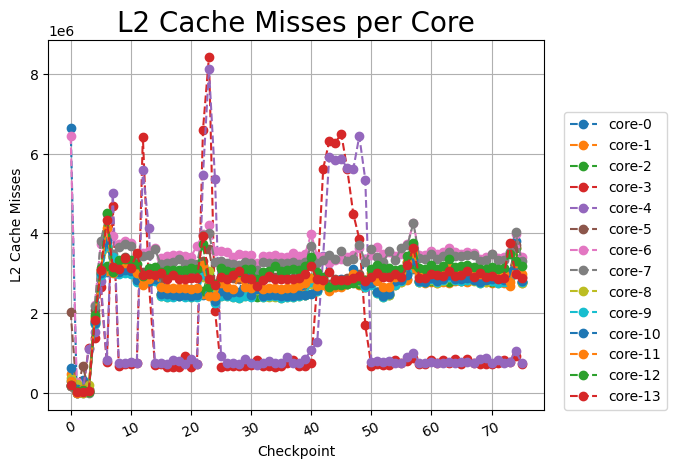 L2 Cache Misses per Core
1e6
8
6
4
2
0
L2 Cache Misses
0 10 20 30 40 50 60 70
Checkpoint
core-0
core-1
core-2
core-3
core-4
core-5
core-6
core-7
core-8
core-9
core-10
core-11
core-12
core-13